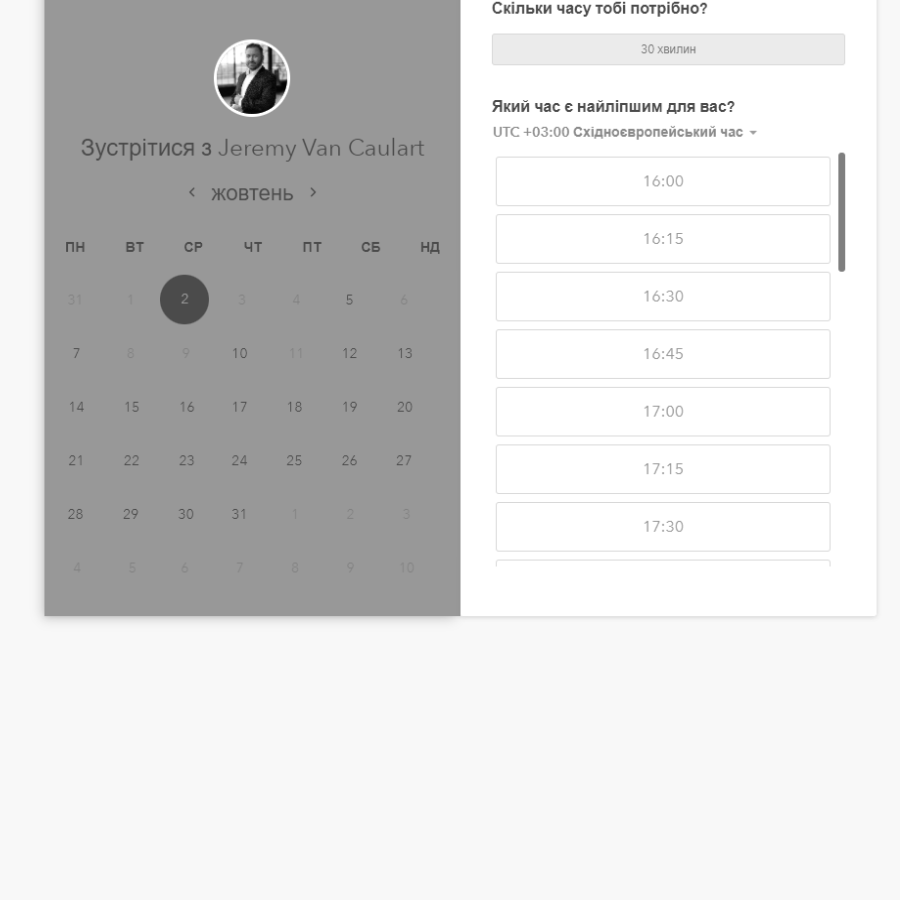 Зустрітися з Jeremy Van Caulart
жовтень
ПН ВТ СР ЧТ ПТ СБ НД
31 1 2 3 4 5 6
7 8 9 10 11 12 13
14 15 16 17 18 19 20
21 22 23 24 25 26 27
28 29 30 31 1 2 3
4 5 6 7 8 9 10
Скільки часу тобі потрібно?
30 хвилин
Який час є найліпшим для вас?
UTC +03:00 Східноєвропейський час
16:00
16:15
16:30
16:45
17:00
17:15
17:30